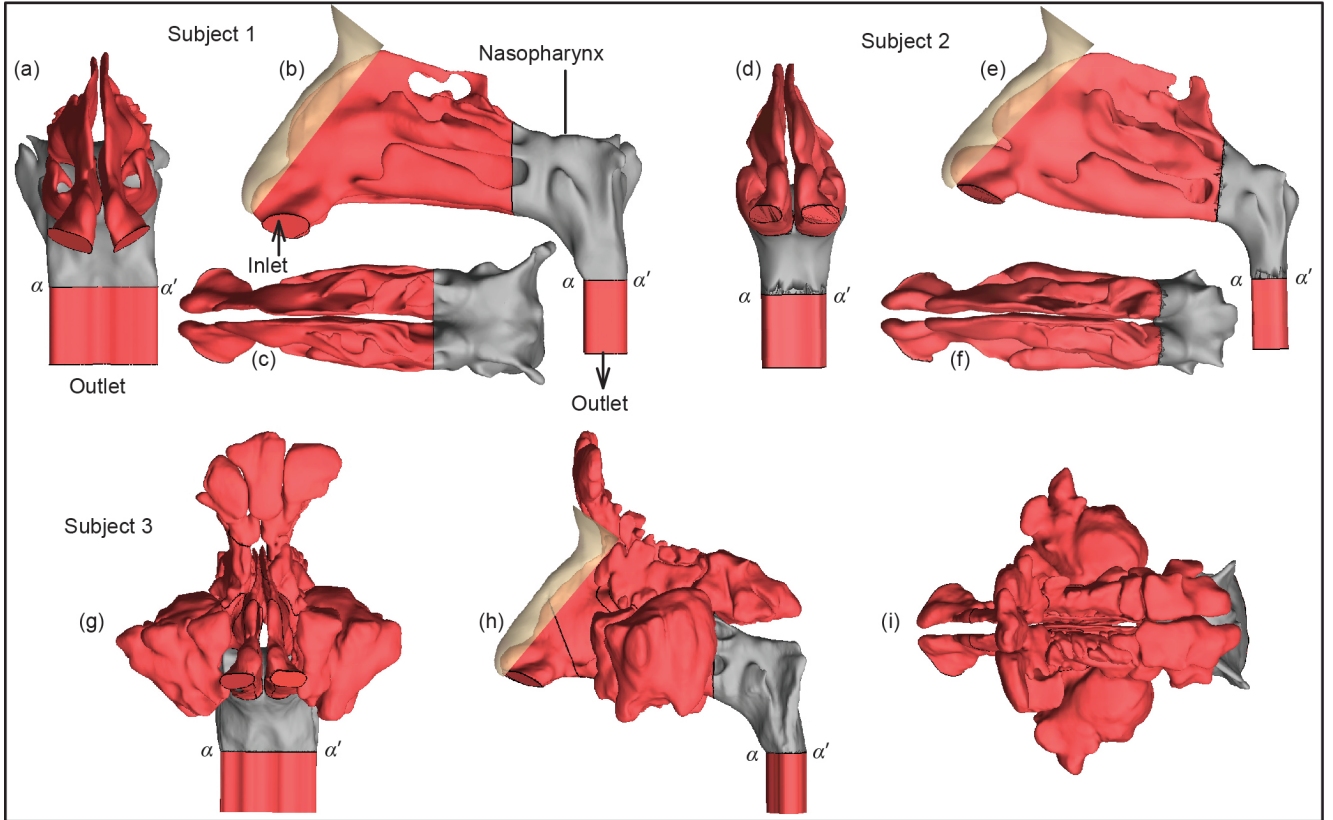 Subject 1
Nasopharynx
Subject 2
(a)
(b)
(d)
(e)
Inlet
α
α′
α
α′
α
α′
α
α′
(c)
(f)
Outlet
Outlet
Subject 3
(g)
(h)
(i)
α
α′
α
α′